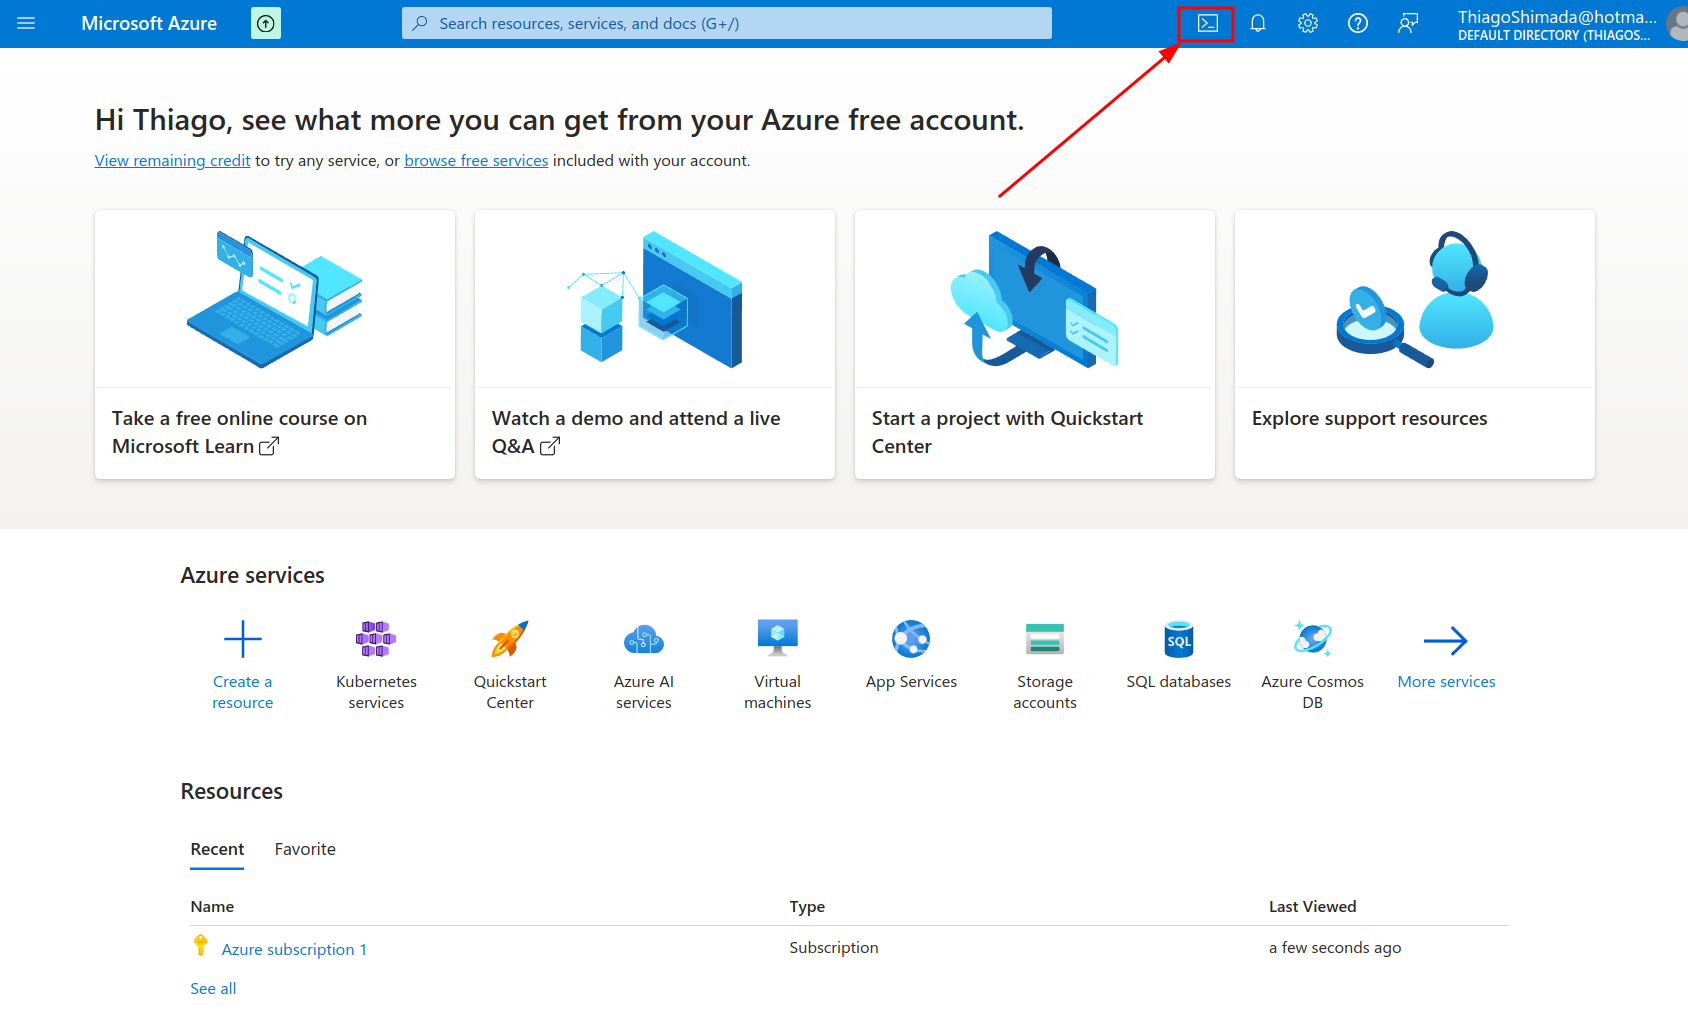 Microsoft Azure
Search resources, services, and docs (G+/)
ThiagoShimada@hotma...
DEFAULT DIRECTORY (THIAGOS...
Hi Thiago, see what more you can get from your Azure free account.
View remaining credit to try any service, or browse free services included with your account.
Take a free online course on
Microsoft Learn
Watch a demo and attend a live
Q&A
Start a project with Quickstart
Center
Explore support resources
Azure services
Create a
resource
Kubernetes
services
Quickstart
Center
Azure AI
services
Virtual
machines
App Services
Storage
accounts
SQL
SQL databases
Azure Cosmos
DB
More services
Resources
Recent Favorite
Name Type Last Viewed
Azure subscription 1 Subscription a few seconds ago
See all